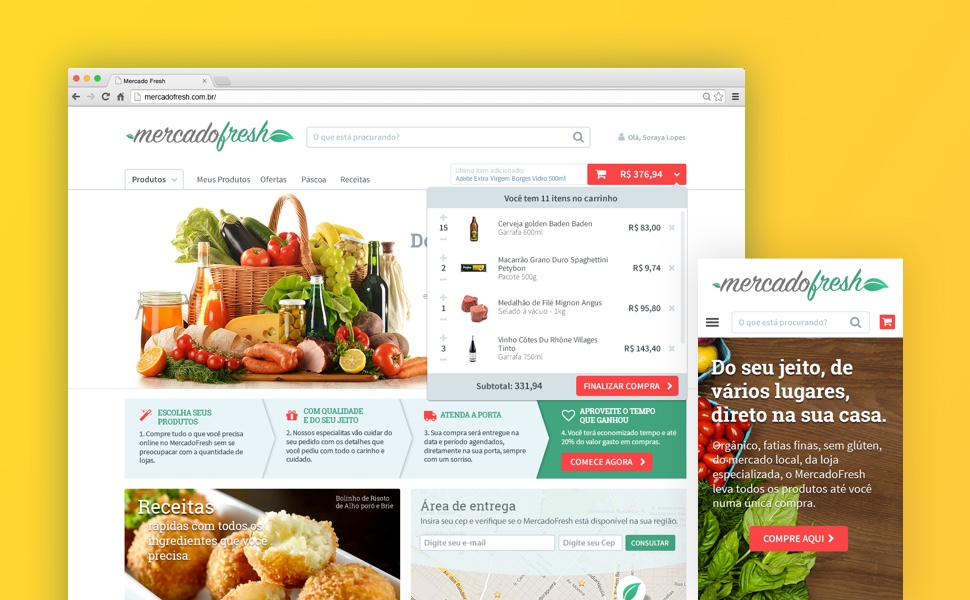 Mercado Fresh
mercadofresh.com.br/
mercadofresh
O que está procurando?
Olá, Soraya Lopes
Produtos
Meus Produtos
Ofertas
Páscoa
Receitas
Último item adicionado:
Azeite Extra Virgem Borges Vidro 500ml
R$ 376,94
Você tem 11 itens no carrinho
15
Cerveja golden Baden Baden
Garrafa 600ml
R$ 83,00
2
Macarrão Grano Duro Spaghettini
Petybon
Pacote 500g
R$ 9,74
1
Medalhão de Filé Mignon Angus
Selado à vácuo - 1kg
R$ 95,80
3
Vinho Côtes Du Rhône Villages
Tinto
Garrafa 750ml
R$ 143,40
Subtotal: 331,94
FINALIZAR COMPRA
ESCOLHA SEUS
PRODUTOS
1. Compre tudo o que você precisa
online no MercadoFresh sem se
preocupacar com a quantidade de
lojas.
COM QUALIDADE
E DO SEU JEITO
2. Nossos especialitas vão cuidar do
seu pedido com os detalhes que
você pediu com todo o carinho e
cuidado.
ATENDA A PORTA
3. Sua compra será entregue na
data e período agendados,
diretamente na sua porta, sempre
com um sorriso.
APROVEITE O TEMPO
QUE GANHOU
4. Você terá economizado tempo e até
20% do valor gasto em compras.
COMECE AGORA
Receitas
rápidas com todos os
ingredientes que você
precisa.
Bolinho de Risoto
de Alho poró e Brie
Área de entrega
Insira seu cep e verifique se o MercadoFresh está disponível na sua região.
Digite seu e-mail
Digite seu Cep
CONSULTAR
mercadofresh
O que está procurando?
Do seu jeito, de
vários lugares,
direto na sua casa.
Orgânico, fatias finas, sem glúten,
do mercado local, da loja
especializada, o MercadoFresh
leva todos os produtos até você
numa única compra.
COMPRE AQUI